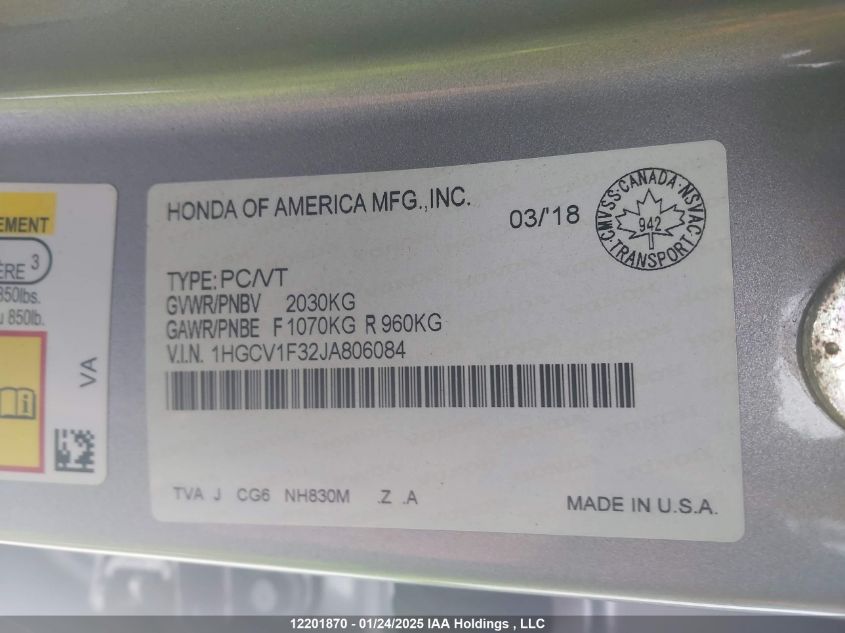 EMENT
ÈRE 3
850lbs.
u 850lb.
VA
HONDA OF AMERICA MFG.,INC.
03/'18
CMVSS·CANADA·NSVAC
942
·TRANSPORT·
TYPE: PC/VT
GVWR/PNBV 2030KG
GAWR/PNBE F 1070KG R 960KG
V.I.N. 1HGCV1F32JA806084
TVA J CG6 NH830M .Z .A
MADE IN U.S.A.
12201870 - 01/24/2025 IAA Holdings , LLC